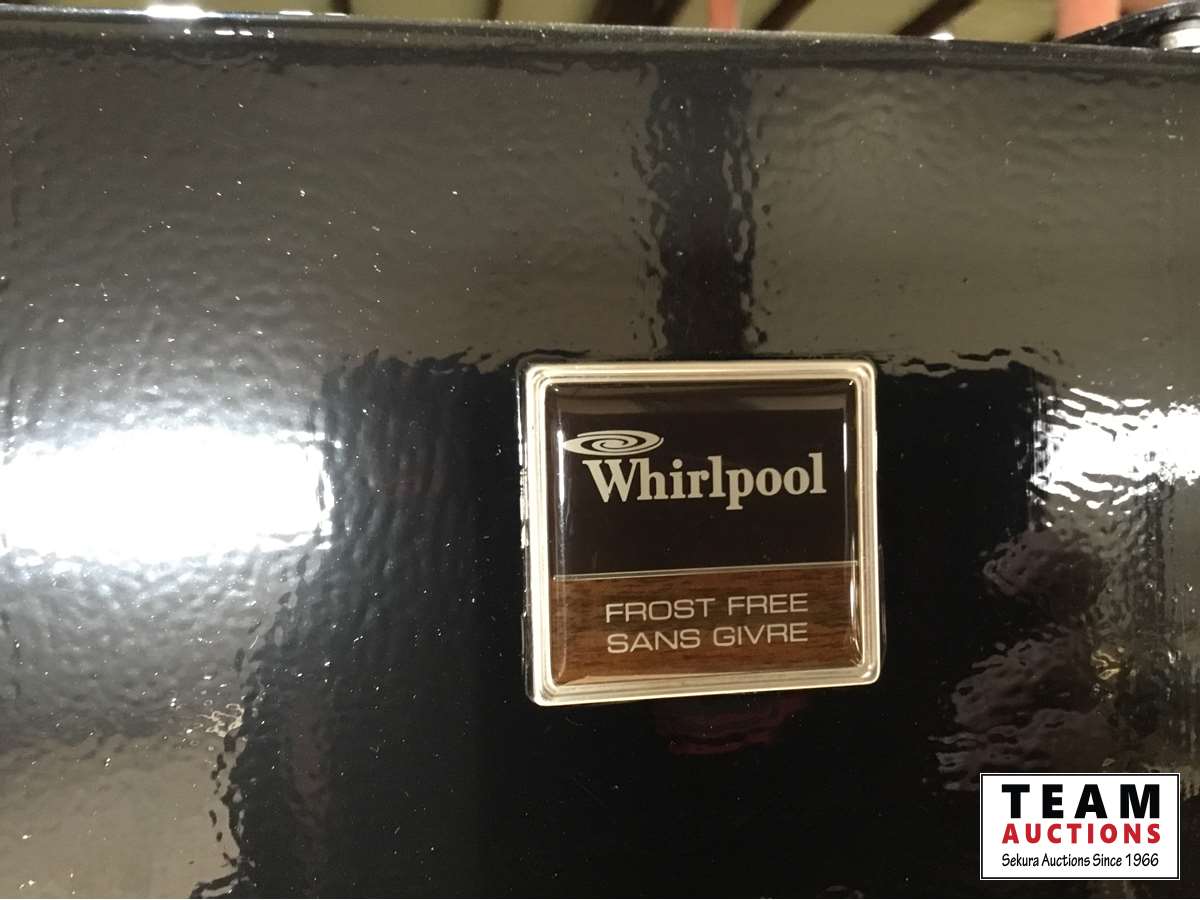 Whirlpool
FROST FREE
SANS GIVRE
TEAM
AUCTIONS
Sekura Auctions Since 1966